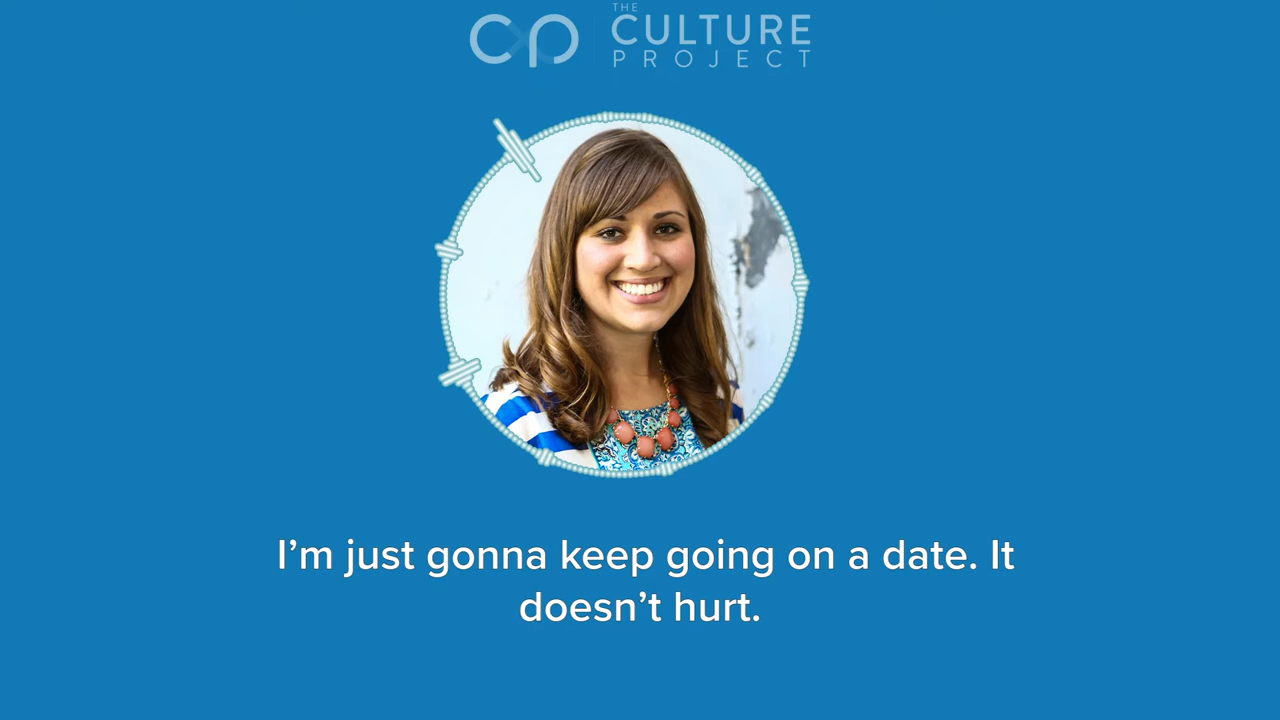 THE
CULTURE
PROJECT
I’m just gonna keep going on a date. It
doesn’t hurt.